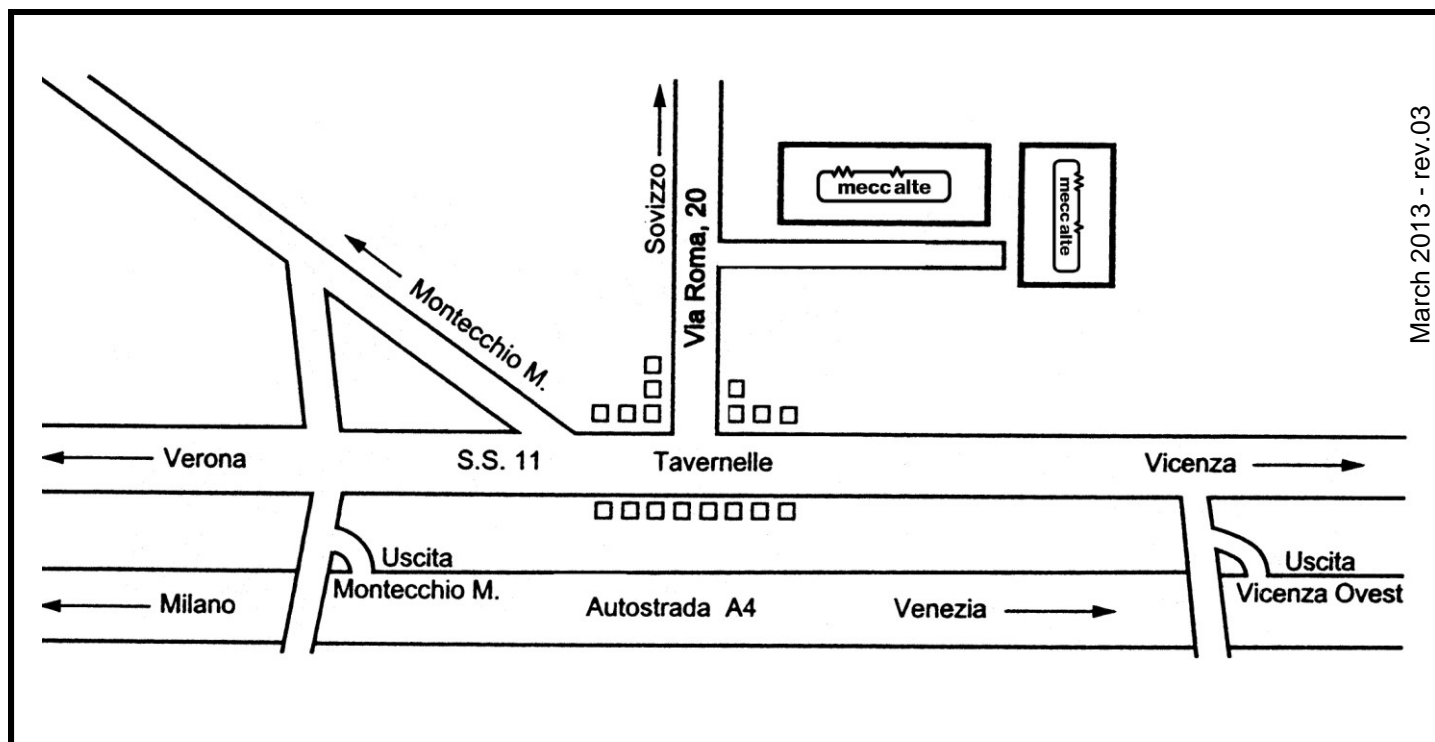 March 2013 - rev.03
Sovizzo
Via Roma, 20
meccalte
meccalte
Montecchio M.
Verona
S.S. 11
Tavernelle
Vicenza
Uscita
Montecchio M.
Uscita
Vicenza Ovest
Milano
Autostrada A4
Venezia